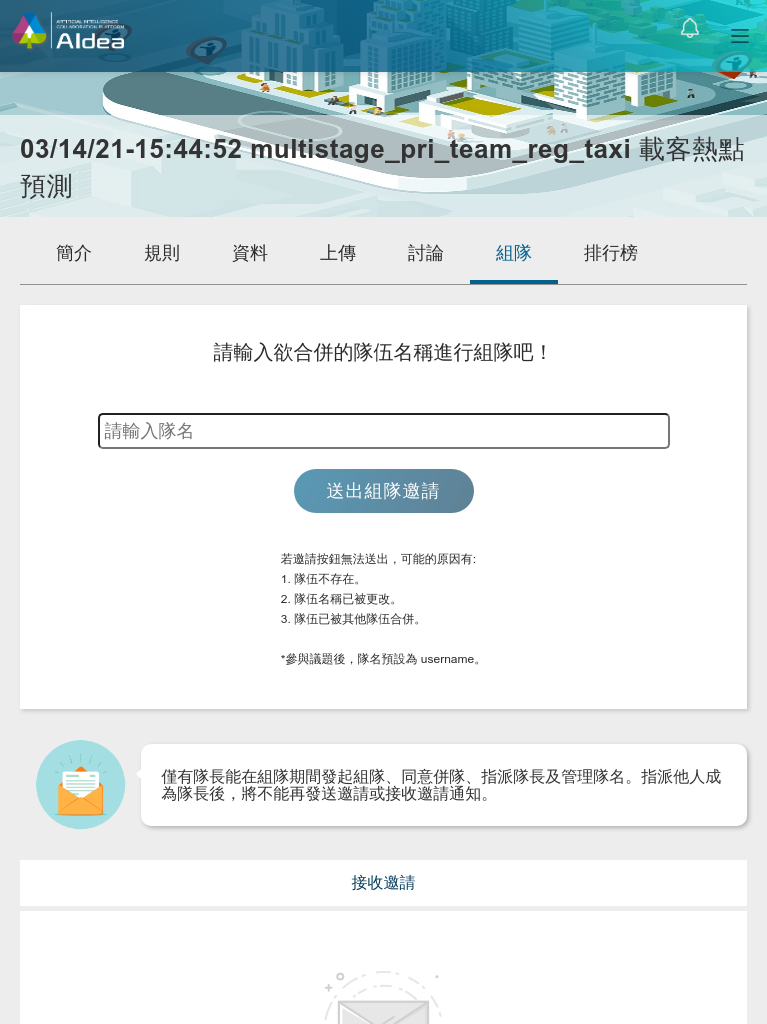 ARTIFICIAL INTELLIGENCE
COLLABORATION PLATFORM
AIdea
03/14/21-15:44:52 multistage_pri_team_reg_taxi 載客熱點
預測
簡介 規則 資料 上傳 討論 組隊 排行榜
請輸入欲合併的隊伍名稱進行組隊吧！
請輸入隊名
送出組隊邀請
若邀請按鈕無法送出，可能的原因有:
1. 隊伍不存在。
2. 隊伍名稱已被更改。
3. 隊伍已被其他隊伍合併。
*參與議題後，隊名預設為 username。
僅有隊長能在組隊期間發起組隊、同意併隊、指派隊長及管理隊名。指派他人成
為隊長後，將不能再發送邀請或接收邀請通知。
接收邀請